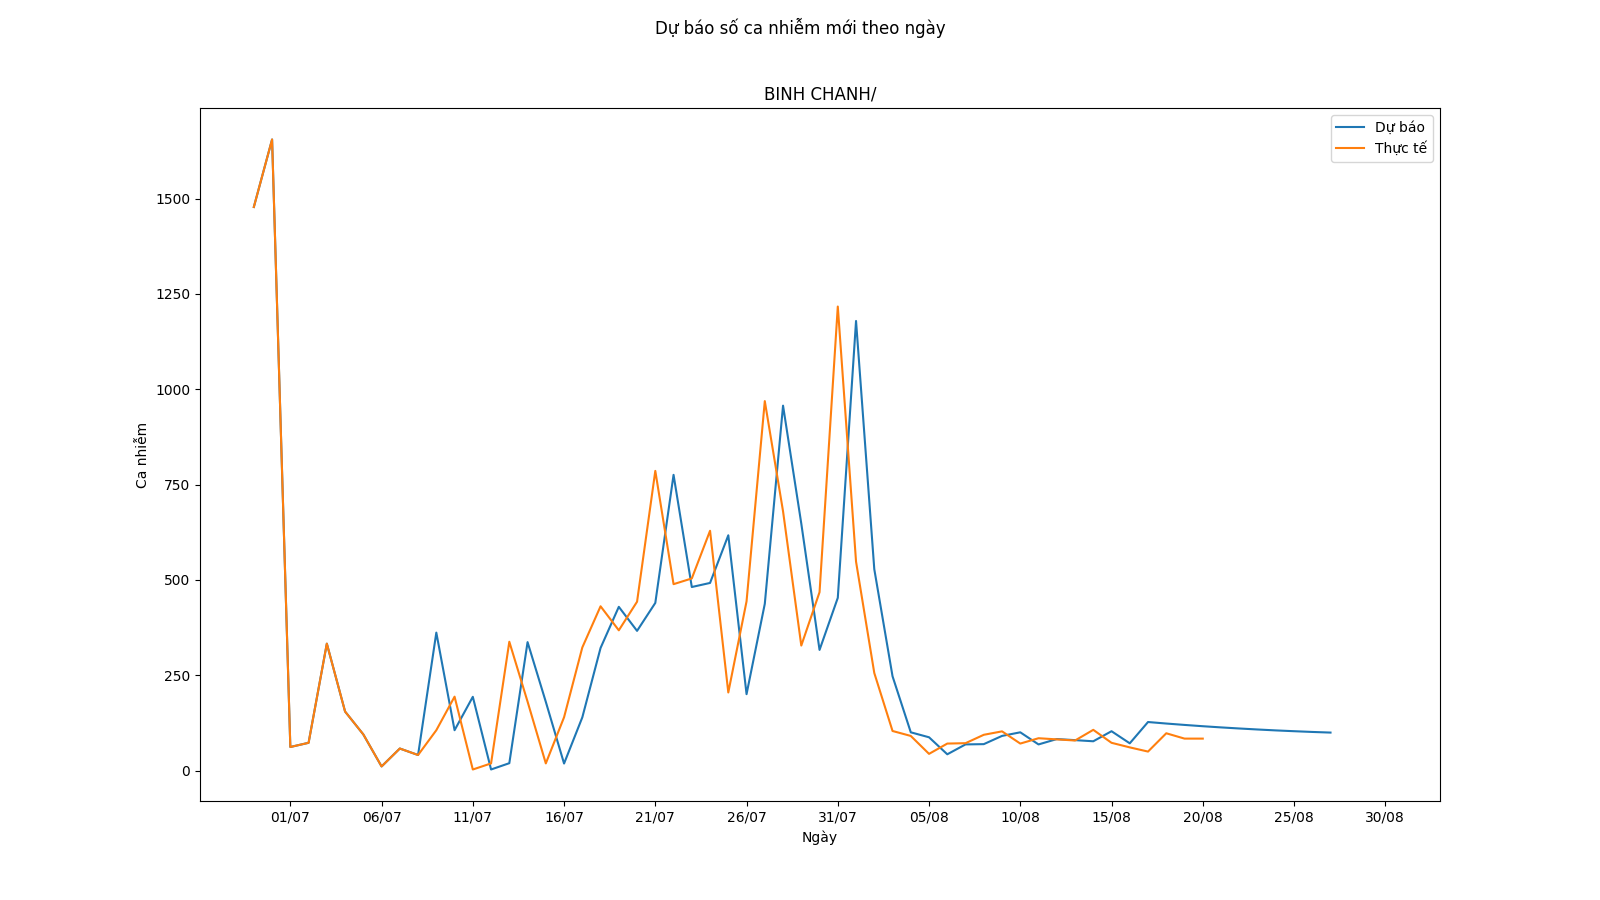 Dự báo số ca nhiễm mới theo ngày
BINH CHANH/
Dự báo
Thực tế
1500
1250
1000
750
500
250
0
Ca nhiễm
01/07 06/07 11/07 16/07 21/07 26/07 31/07 05/08 10/08 15/08 20/08 25/08 30/08
Ngày